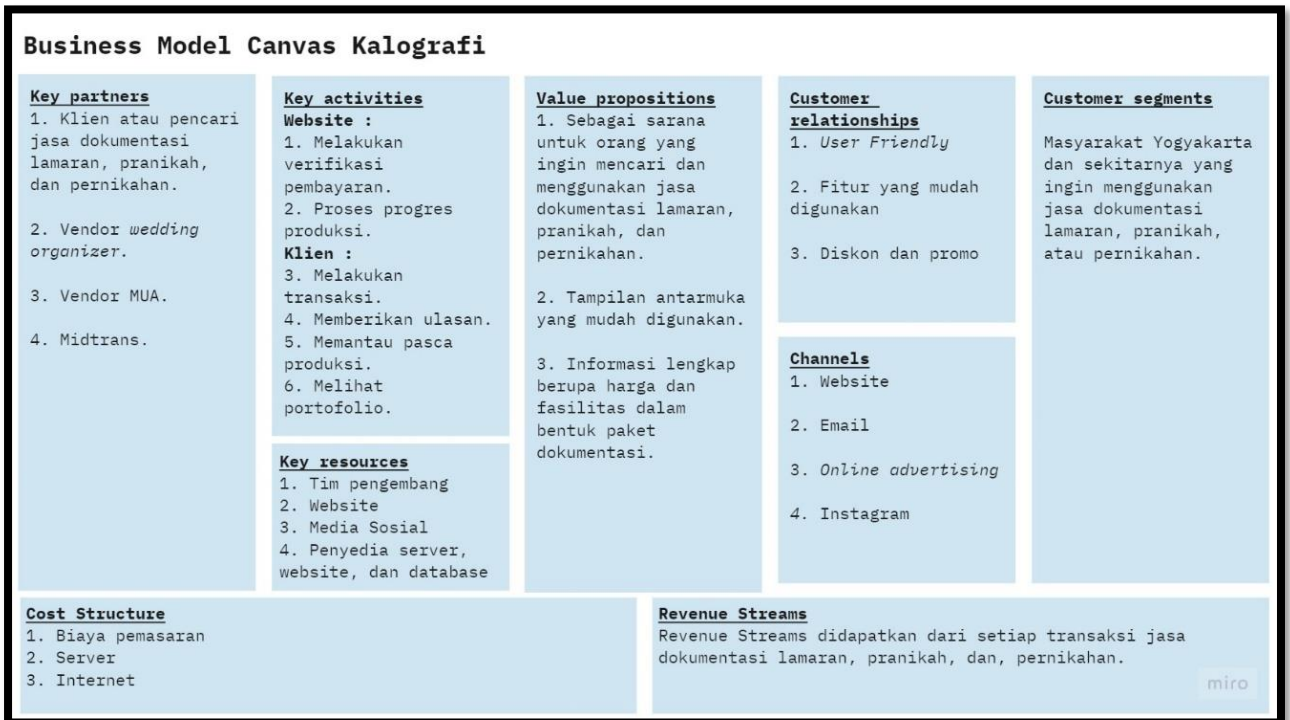 Business Model Canvas Kalografi
Key partners
1. Klien atau pencari
jasa dokumentasi
lamaran, pranikah,
dan pernikahan.
2. Vendor wedding
organizer.
3. Vendor MUA.
4. Midtrans.
Key activities
Website :
1. Melakukan
verifikasi
pembayaran.
2. Proses progres
produksi.
Klien :
3. Melakukan
transaksi.
4. Memberikan ulasan.
5. Memantau pasca
produksi.
6. Melihat
portofolio.
Key resources
1. Tim pengembang
2. Website
3. Media Sosial
4. Penyedia server,
website, dan database
Value propositions
1. Sebagai sarana
untuk orang yang
ingin mencari dan
menggunakan jasa
dokumentasi lamaran,
pranikah, dan
pernikahan.
2. Tampilan antarmuka
yang mudah digunakan.
3. Informasi lengkap
berupa harga dan
fasilitas dalam
bentuk paket
dokumentasi.
Customer
relationships
1. User Friendly
2. Fitur yang mudah
digunakan
3. Diskon dan promo
Channels
1. Website
2. Email
3. Online advertising
4. Instagram
Customer segments
Masyarakat Yogyakarta
dan sekitarnya yang
ingin menggunakan
jasa dokumentasi
lamaran, pranikah,
atau pernikahan.
Cost Structure
1. Biaya pemasaran
2. Server
3. Internet
Revenue Streams
Revenue Streams didapatkan dari setiap transaksi jasa
dokumentasi lamaran, pranikah, dan, pernikahan.
miro